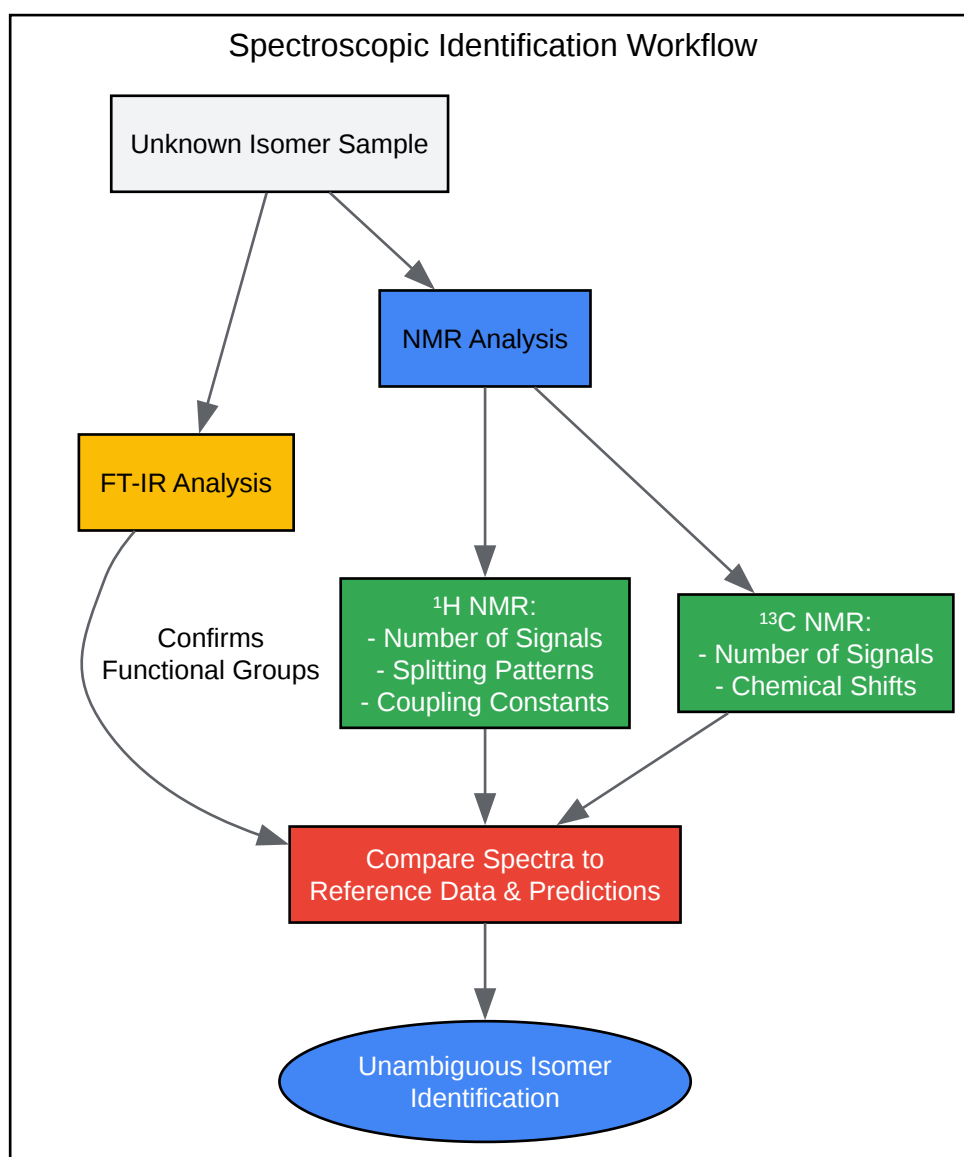 Spectroscopic Identification Workflow
Unknown Isomer Sample
NMR Analysis
FT-IR Analysis
Confirms
Functional Groups
¹H NMR:
- Number of Signals
- Splitting Patterns
- Coupling Constants
¹³C NMR:
- Number of Signals
- Chemical Shifts
Compare Spectra to
Reference Data & Predictions
Unambiguous Isomer
Identification